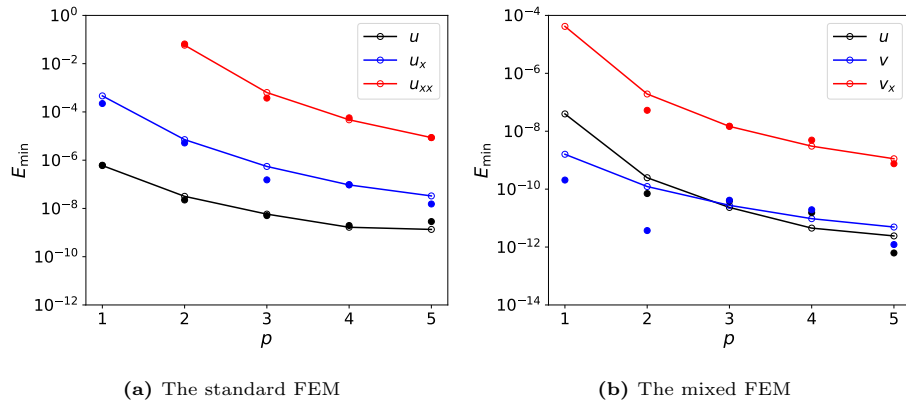 10^0
10^{-2}
10^{-4}
10^{-6}
10^{-8}
10^{-10}
10^{-12}
E_min
1 2 3 4 5
p
u
u_x
u_xx
(a) The standard FEM
10^{-4}
10^{-6}
10^{-8}
10^{-10}
10^{-12}
10^{-14}
E_min
1 2 3 4 5
p
u
v
v_x
(b) The mixed FEM